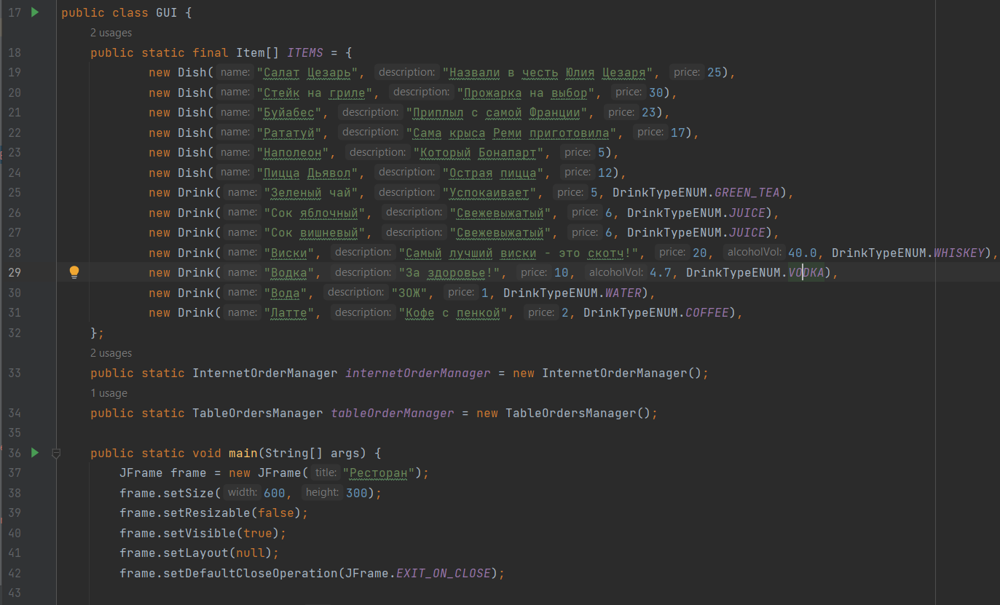 17 public class GUI {
2 usages
18 public static final Item[] ITEMS = {
19 new Dish( name: "Салат Цезарь", description: "Назвали в честь Юлия Цезаря", price: 25),
20 new Dish( name: "Стейк на гриле", description: "Прожарка на выбор", price: 30),
21 new Dish( name: "Буйабес", description: "Приплыл с самой Франции", price: 23),
22 new Dish( name: "Рататуй", description: "Сама крыса Реми приготовила", price: 17),
23 new Dish( name: "Наполеон", description: "Который Бонапарт", price: 5),
24 new Dish( name: "Пицца Дьявол", description: "Острая пицца", price: 12),
25 new Drink( name: "Зеленый чай", description: "Успокаивает", price: 5, DrinkTypeENUM.GREEN_TEA),
26 new Drink( name: "Сок яблочный", description: "Свежевыжатый", price: 6, DrinkTypeENUM.JUICE),
27 new Drink( name: "Сок вишневый", description: "Свежевыжатый", price: 6, DrinkTypeENUM.JUICE),
28 new Drink( name: "Виски", description: "Самый лучший виски - это скотч!", price: 20, alcoholVol: 40.0, DrinkTypeENUM.WHISKEY),
29 new Drink( name: "Водка", description: "За здоровье!", price: 10, alcoholVol: 4.7, DrinkTypeENUM.VODKA),
30 new Drink( name: "Вода", description: "ЗОЖ", price: 1, DrinkTypeENUM.WATER),
31 new Drink( name: "Латте", description: "Кофе с пенкой", price: 2, DrinkTypeENUM.COFFEE),
32 };
2 usages
33 public static InternetOrderManager internetOrderManager = new InternetOrderManager();
1 usage
34 public static TableOrdersManager tableOrderManager = new TableOrdersManager();
35
36 public static void main(String[] args) {
37 JFrame frame = new JFrame( title: "Ресторан");
38 frame.setSize( width: 600, height: 300);
39 frame.setResizable(false);
40 frame.setVisible(true);
41 frame.setLayout(null);
42 frame.setDefaultCloseOperation(JFrame.EXIT_ON_CLOSE);
43